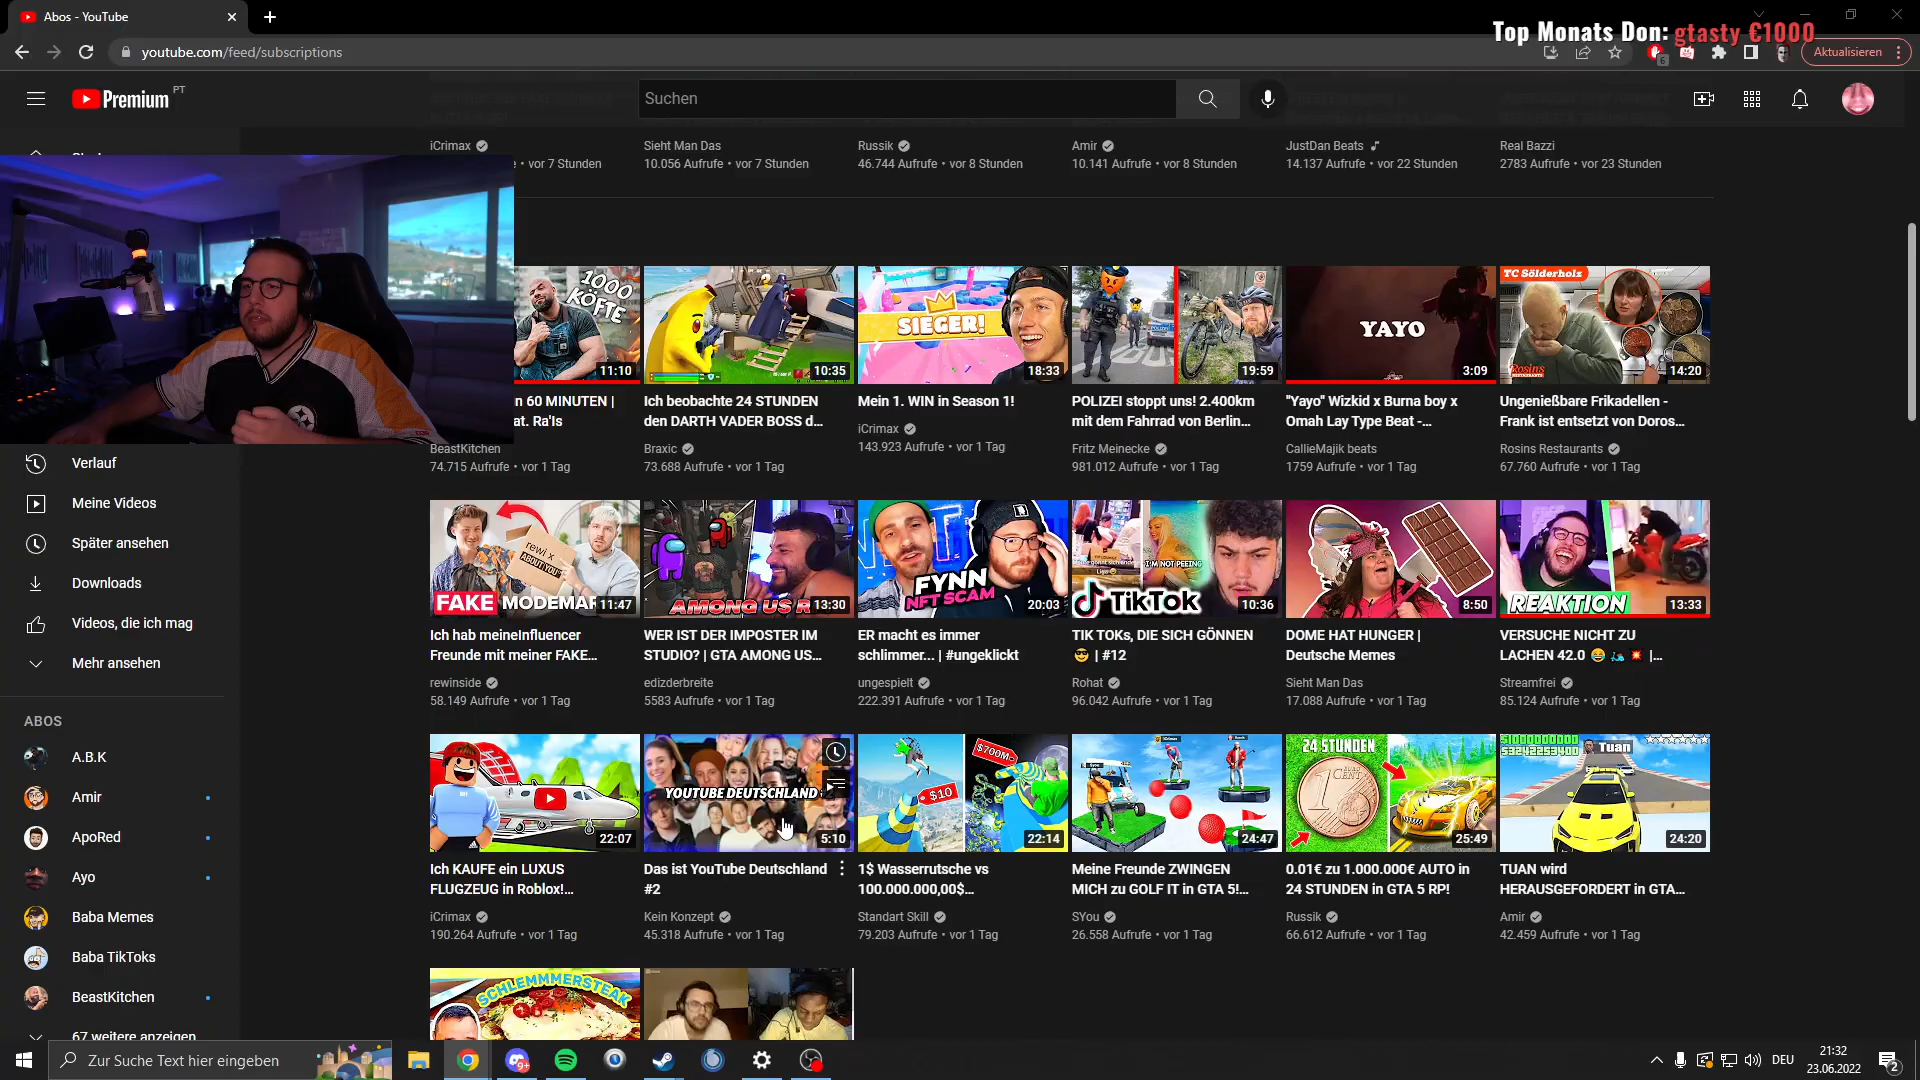 Abos - YouTube
Top Monats Don: gtasty €1000
youtube.com/feed/subscriptions
6
Aktualisieren
Premium
PT
Suchen
iCrimax
vor 7 Stunden
Sieht Man Das
10.056 Aufrufe • vor 7 Stunden
Russik
46.744 Aufrufe • vor 8 Stunden
Amir
10.141 Aufrufe • vor 8 Stunden
JustDan Beats
14.137 Aufrufe • vor 22 Stunden
Real Bazzi
2783 Aufrufe • vor 23 Stunden
1000
KÖFTE
11:10
n 60 MINUTEN |
at. Ra'Is
BeastKitchen
74.715 Aufrufe • vor 1 Tag
10:35
Ich beobachte 24 STUNDEN
den DARTH VADER BOSS d...
Braxic
73.688 Aufrufe • vor 1 Tag
SIEGER!
18:33
Mein 1. WIN in Season 1!
iCrimax
143.923 Aufrufe • vor 1 Tag
POLIZEI
19:59
POLIZEI stoppt uns! 2.400km
mit dem Fahrrad von Berlin...
Fritz Meinecke
981.012 Aufrufe • vor 1 Tag
YAYO
3:09
"Yayo" Wizkid x Burna boy x
Omah Lay Type Beat -...
CallieMajik beats
1759 Aufrufe • vor 1 Tag
TC Sölderholz
Rosins
14:20
Ungenießbare Frikadellen -
Frank ist entsetzt von Doros...
Rosins Restaurants
67.760 Aufrufe • vor 1 Tag
Verlauf
Meine Videos
Später ansehen
Downloads
Videos, die ich mag
Mehr ansehen
rewi x
ABOUT YOU
FAKE MODEMAR
11:47
Ich hab meineInfluencer
Freunde mit meiner FAKE...
rewinside
58.149 Aufrufe • vor 1 Tag
AMONG US R
13:30
WER IST DER IMPOSTER IM
STUDIO? | GTA AMONG US...
edizderbreite
5583 Aufrufe • vor 1 Tag
FYNN
NFT SCAM
20:03
ER macht es immer
schlimmer... | #ungeklickt
ungespielt
222.391 Aufrufe • vor 1 Tag
I'M NOT PEEING
TikTok
10:36
TIK TOKs, DIE SICH GÖNNEN
😎 | #12
Rohat
96.042 Aufrufe • vor 1 Tag
8:50
DOME HAT HUNGER |
Deutsche Memes
Sieht Man Das
17.088 Aufrufe • vor 1 Tag
REAKTION
13:33
VERSUCHE NICHT ZU
LACHEN 42.0 😂 🛵 💥 |...
Streamfrei
85.124 Aufrufe • vor 1 Tag
ABOS
A.B.K
Amir
ApoRed
Ayo
Baba Memes
Baba TikToks
BeastKitchen
67 weitere anzeigen
22:07
Ich KAUFE ein LUXUS
FLUGZEUG in Roblox!...
iCrimax
190.264 Aufrufe • vor 1 Tag
YOUTUBE DEUTSCHLAND
5:10
Das ist YouTube Deutschland
#2
Kein Konzept
45.318 Aufrufe • vor 1 Tag
$10
22:14
1$ Wasserrutsche vs
100.000.000,00$...
Standart Skill
79.203 Aufrufe • vor 1 Tag
24:47
Meine Freunde ZWINGEN
MICH zu GOLF IT in GTA 5!...
SYou
26.558 Aufrufe • vor 1 Tag
24 STUNDEN
1 EURO CENT
25:49
0.01€ zu 1.000.000€ AUTO in
24 STUNDEN in GTA 5 RP!
Russik
66.612 Aufrufe • vor 1 Tag
Tuan
24:20
TUAN wird
HERAUSGEFORDERT in GTA...
Amir
42.459 Aufrufe • vor 1 Tag
SCHLEMMMERSTEAK
Zur Suche Text hier eingeben
9+
DEU
21:32
23.06.2022
2